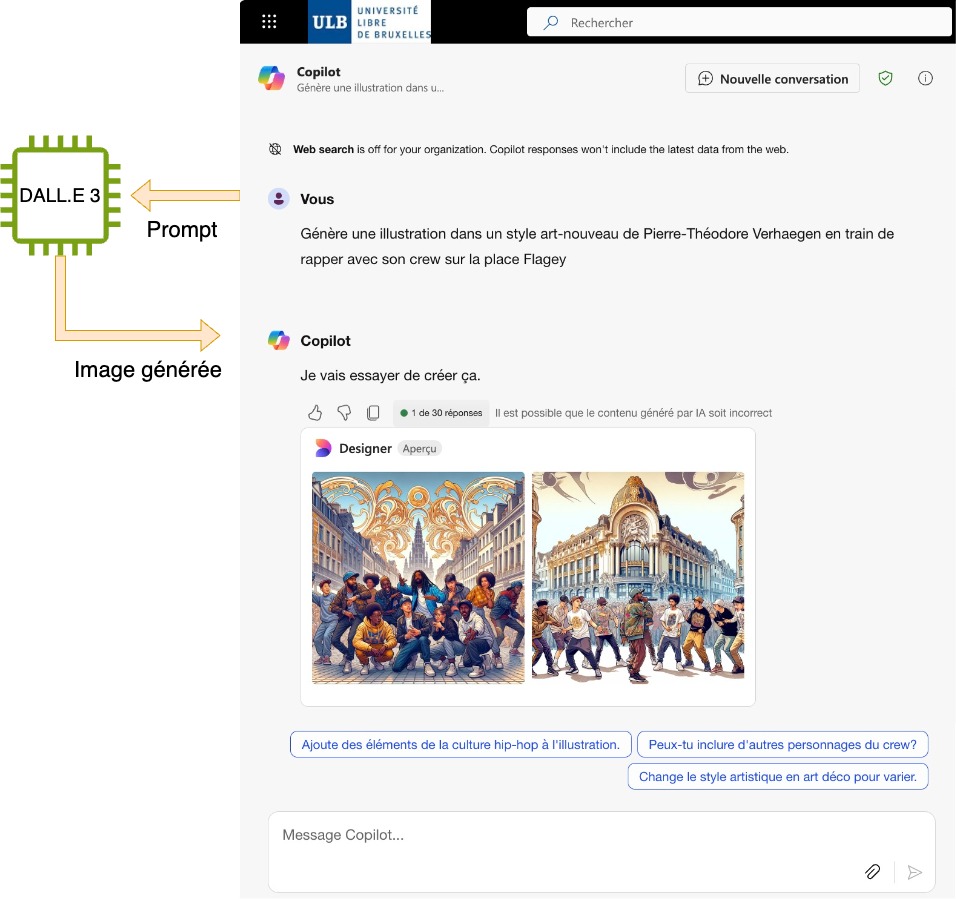 ULB
UNIVERSITÉ
LIBRE
DE BRUXELLES
Rechercher
Copilot
Génère une illustration dans u...
Nouvelle conversation
Web search is off for your organization. Copilot responses won't include the latest data from the web.
DALL.E 3
Prompt
Image générée
Vous
Génère une illustration dans un style art-nouveau de Pierre-Théodore Verhaegen en train de
rapper avec son crew sur la place Flagey
Copilot
Je vais essayer de créer ça.
1 de 30 réponses
Il est possible que le contenu généré par IA soit incorrect
Designer Aperçu
Ajoute des éléments de la culture hip-hop à l'illustration.
Peux-tu inclure d'autres personnages du crew?
Change le style artistique en art déco pour varier.
Message Copilot...